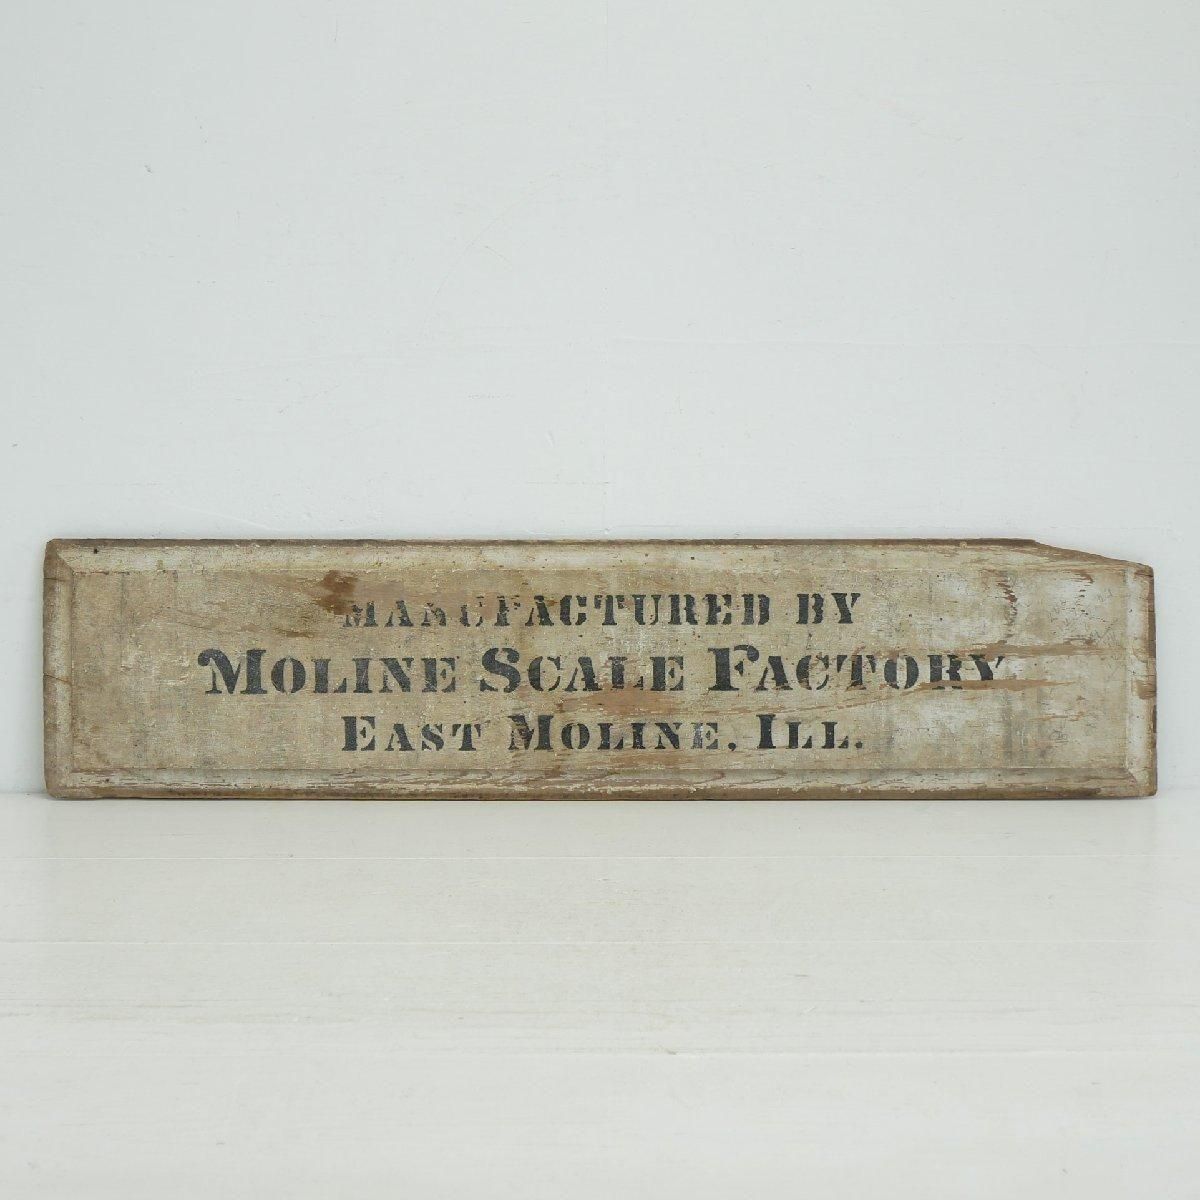 MANUFACTURED BY
MOLINE SCALE FACTORY
EAST MOLINE, ILL.